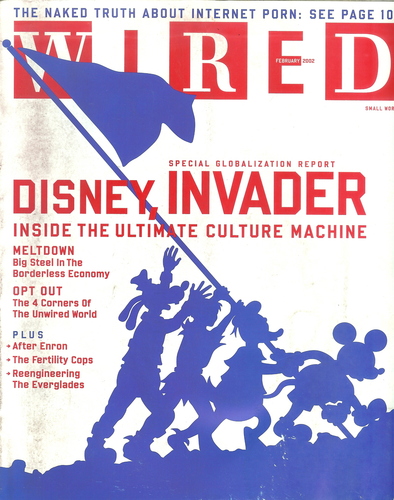 THE NAKED TRUTH ABOUT INTERNET PORN: SEE PAGE 10
WIRED
FEBRUARY 2002
SMALL WOR
SPECIAL GLOBALIZATION REPORT
DISNEY, INVADER
INSIDE THE ULTIMATE CULTURE MACHINE
MELTDOWN
Big Steel In The
Borderless Economy
OPT OUT
The 4 Corners Of
The Unwired World
PLUS
After Enron
The Fertility Cops
Reengineering
The Everglades